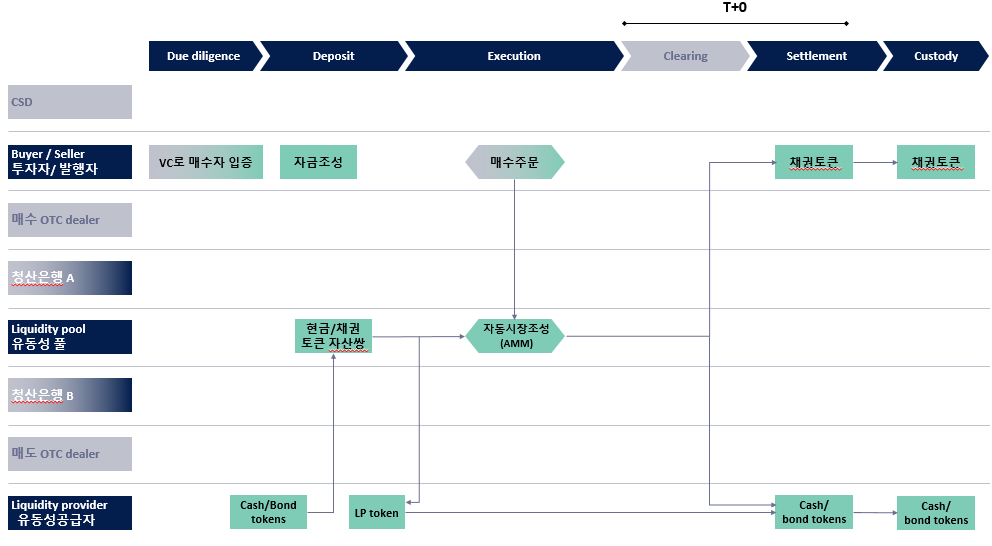 T+0
Due diligence
Deposit
Execution
Clearing
Settlement
Custody
CSD
Buyer / Seller
투자자/ 발행자
VC로 매수자 입증
자금조성
매수주문
채권토큰
채권토큰
매수 OTC dealer
청산은행 A
Liquidity pool
유동성 풀
현금/채권
토큰 자산쌍
자동시장조성
(AMM)
청산은행 B
매도 OTC dealer
Liquidity provider
유동성공급자
Cash/Bond
tokens
LP token
Cash/
bond tokens
Cash/
bond tokens